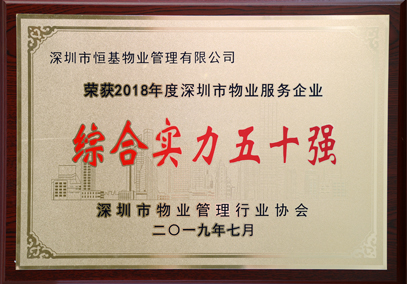 深圳市恒基物业管理有限公司
荣获2018年度深圳市物业服务企业
综合实力五十强
深圳市物业管理行业协会
二〇一九年七月